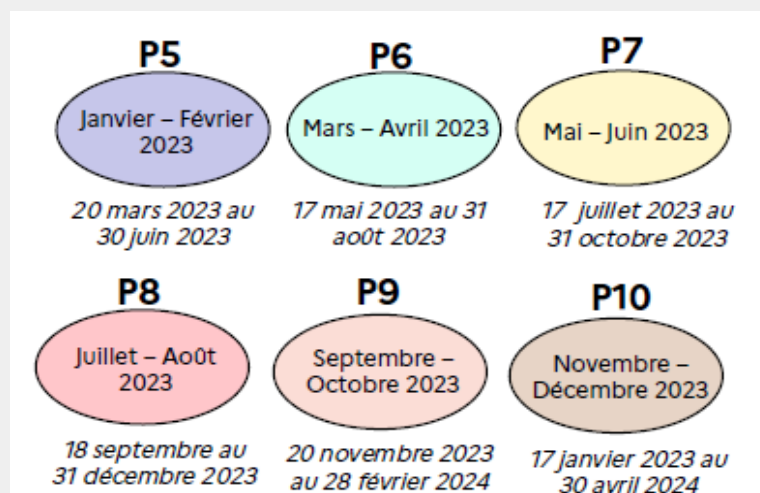 P5
Janvier – Février
2023
20 mars 2023 au
30 juin 2023
P6
Mars – Avril 2023
17 mai 2023 au 31
août 2023
P7
Mai – Juin 2023
17 juillet 2023 au
31 octobre 2023
P8
Juillet – Août
2023
18 septembre au
31 décembre 2023
P9
Septembre –
Octobre 2023
20 novembre 2023
au 28 février 2024
P10
Novembre –
Décembre 2023
17 janvier 2023 au
30 avril 2024